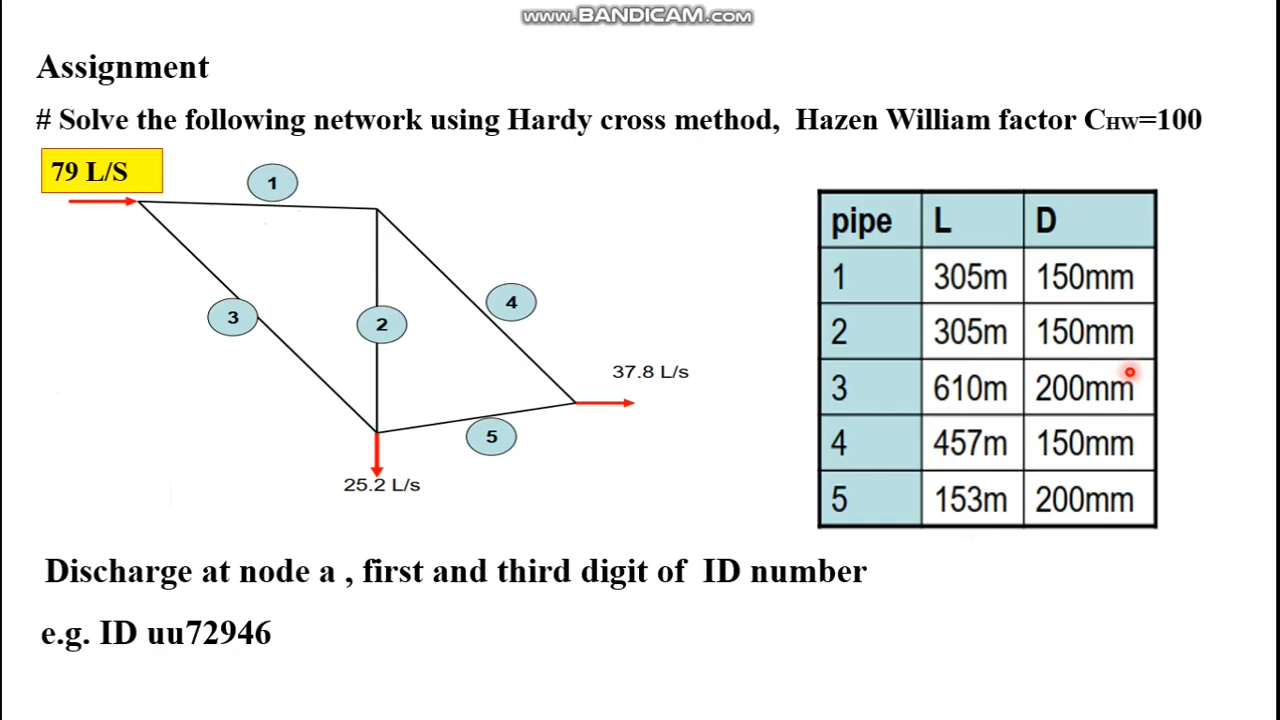 www.BANDICAM.com
Assignment
# Solve the following network using Hardy cross method,  Hazen William factor CHW=100
79 L/S
1
3
2
4
37.8 L/s
5
25.2 L/s
pipe L D
1 305m 150mm
2 305m 150mm
3 610m 200mm
4 457m 150mm
5 153m 200mm
Discharge at node a , first and third digit of  ID number
e.g. ID uu72946